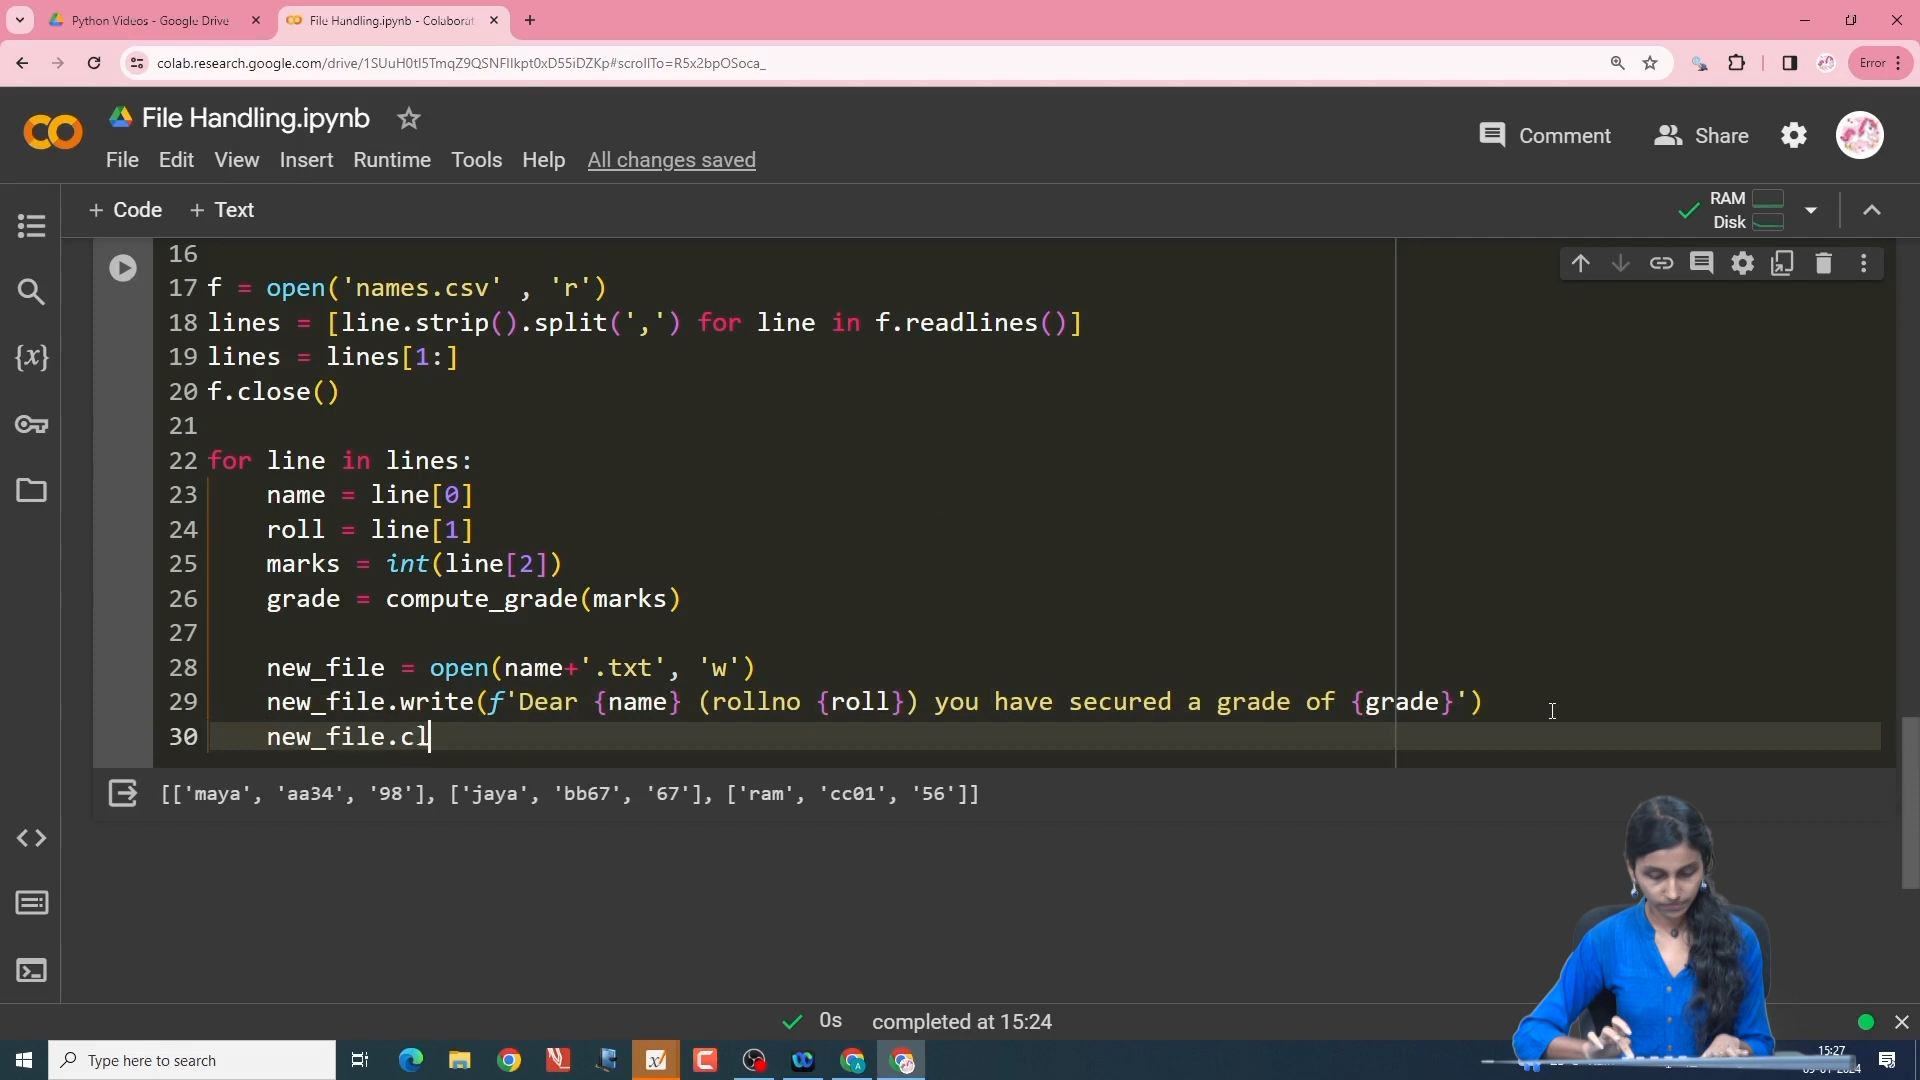 Python Videos - Google Drive
File Handling.ipynb - Colaborat
colab.research.google.com/drive/1SUuH0tI5TmqZ9QSNFIlkpt0xD55iDZKp#scrollTo=R5x2bpOSoca_
Error
File Handling.ipynb
Comment
Share
File Edit View Insert Runtime Tools Help All changes saved
+ Code + Text
RAM
Disk
16
17 f = open('names.csv' , 'r')
18 lines = [line.strip().split(',') for line in f.readlines()]
19 lines = lines[1:]
20 f.close()
21
22 for line in lines:
23 name = line[0]
24 roll = line[1]
25 marks = int(line[2])
26 grade = compute_grade(marks)
27
28 new_file = open(name+'.txt', 'w')
29 new_file.write(f'Dear {name} (rollno {roll}) you have secured a grade of {grade}')
30 new_file.cl
[['maya', 'aa34', '98'], ['jaya', 'bb67', '67'], ['ram', 'cc01', '56']]
0s completed at 15:24
Type here to search
15:27